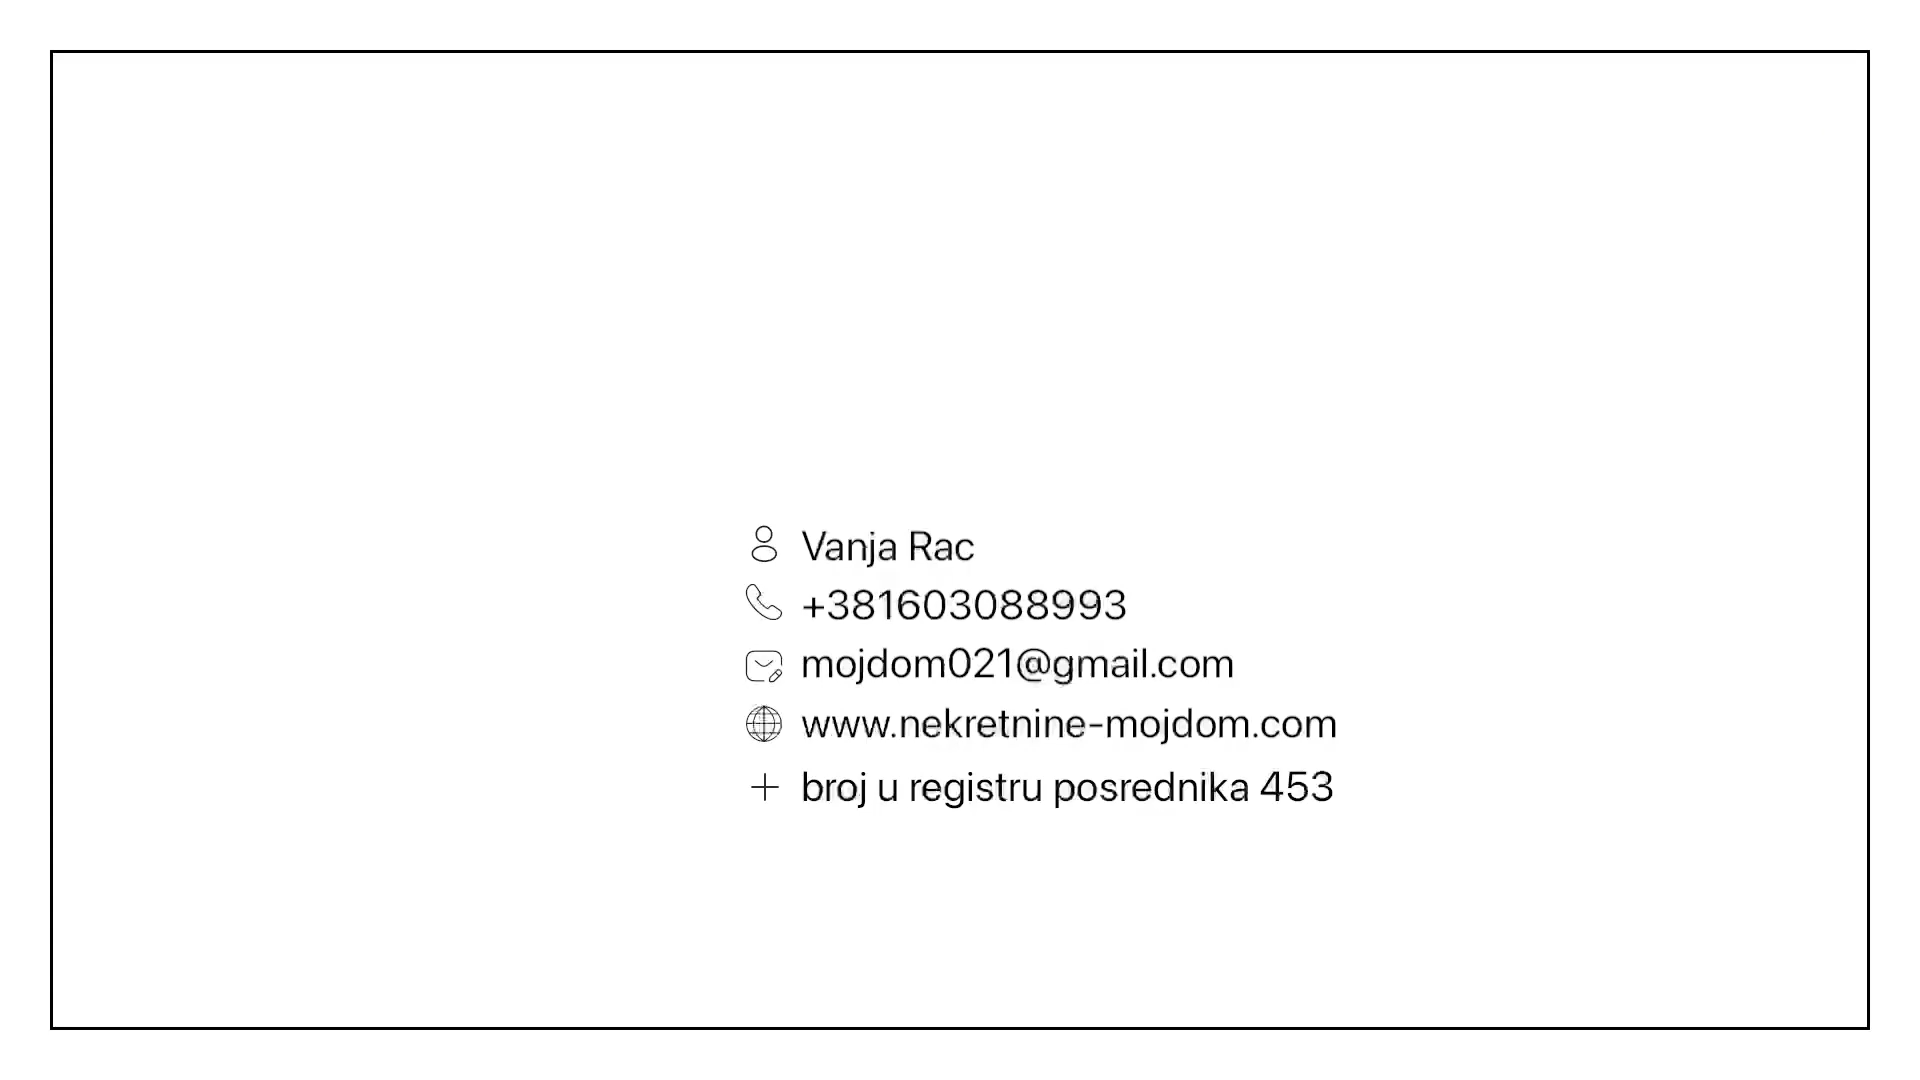 Vanja Rac
+381603088993
mojdom021@gmail.com
www.nekretnine-mojdom.com
broj u registru posrednika 453